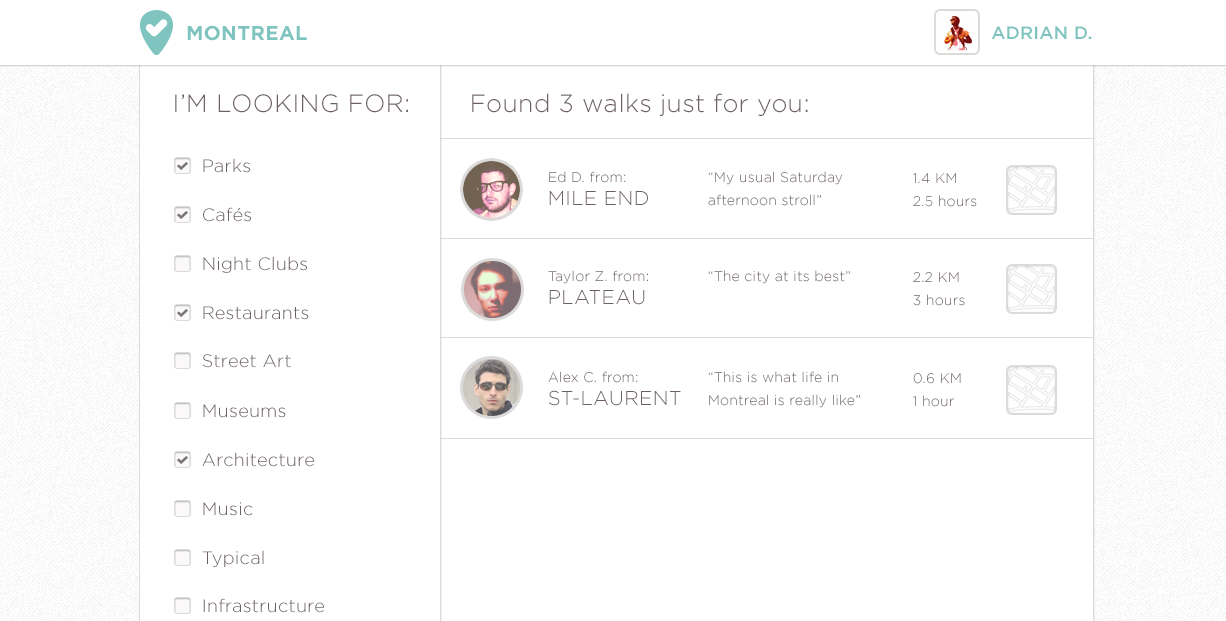 MONTREAL
ADRIAN D.
I’M LOOKING FOR:
Parks
Cafés
Night Clubs
Restaurants
Street Art
Museums
Architecture
Music
Typical
Infrastructure
Found 3 walks just for you:
Ed D. from:
MILE END
“My usual Saturday
afternoon stroll”
1.4 KM
2.5 hours
Taylor Z. from:
PLATEAU
“The city at its best”
2.2 KM
3 hours
Alex C. from:
ST-LAURENT
“This is what life in
Montreal is really like”
0.6 KM
1 hour